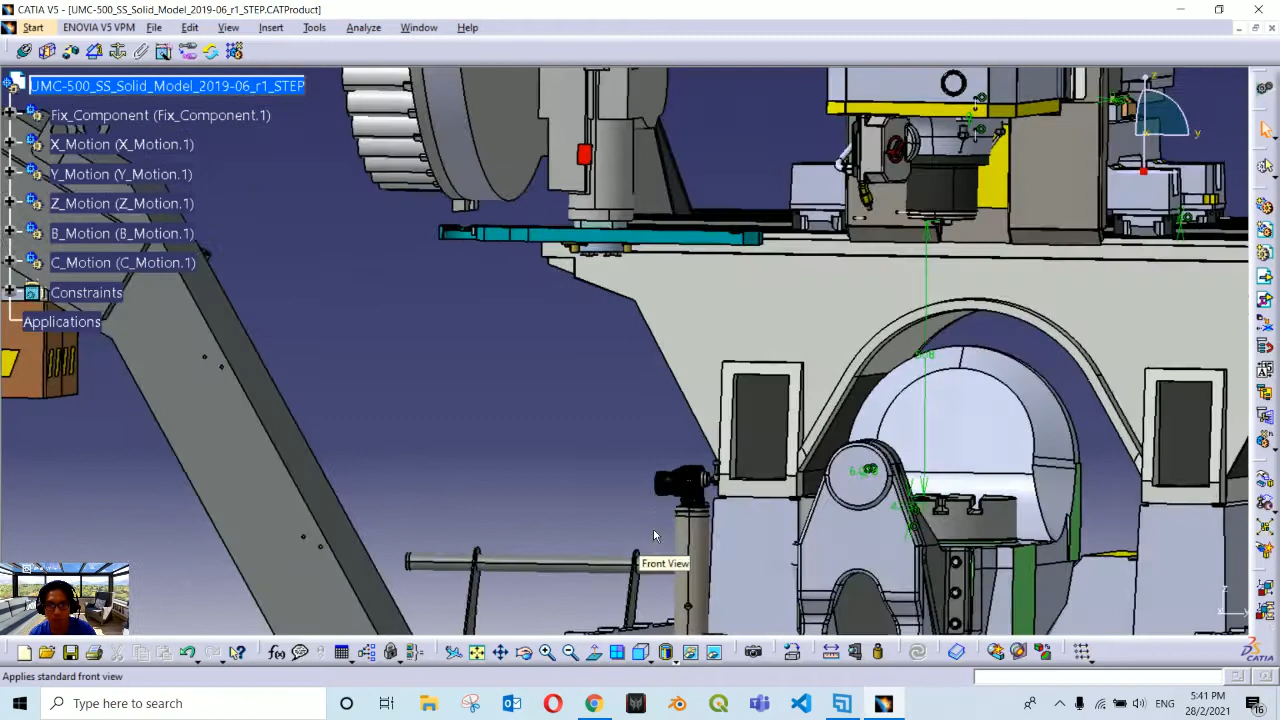 CATIA V5 - [UMC-500_SS_Solid_Model_2019-06_r1_STEP.CATProduct]
Start ENOVIA V5 VPM File Edit View Insert Tools Analyze Window Help
UMC-500_SS_Solid_Model_2019-06_r1_STEP
Fix_Component (Fix_Component.1)
X_Motion (X_Motion.1)
Y_Motion (Y_Motion.1)
Z_Motion (Z_Motion.1)
B_Motion (B_Motion.1)
C_Motion (C_Motion.1)
Constraints
Applications
z
x
y
Front View
z
x
f(x)
CATIA
Applies standard front view
Type here to search
ENG
5:41 PM
28/2/2021
16